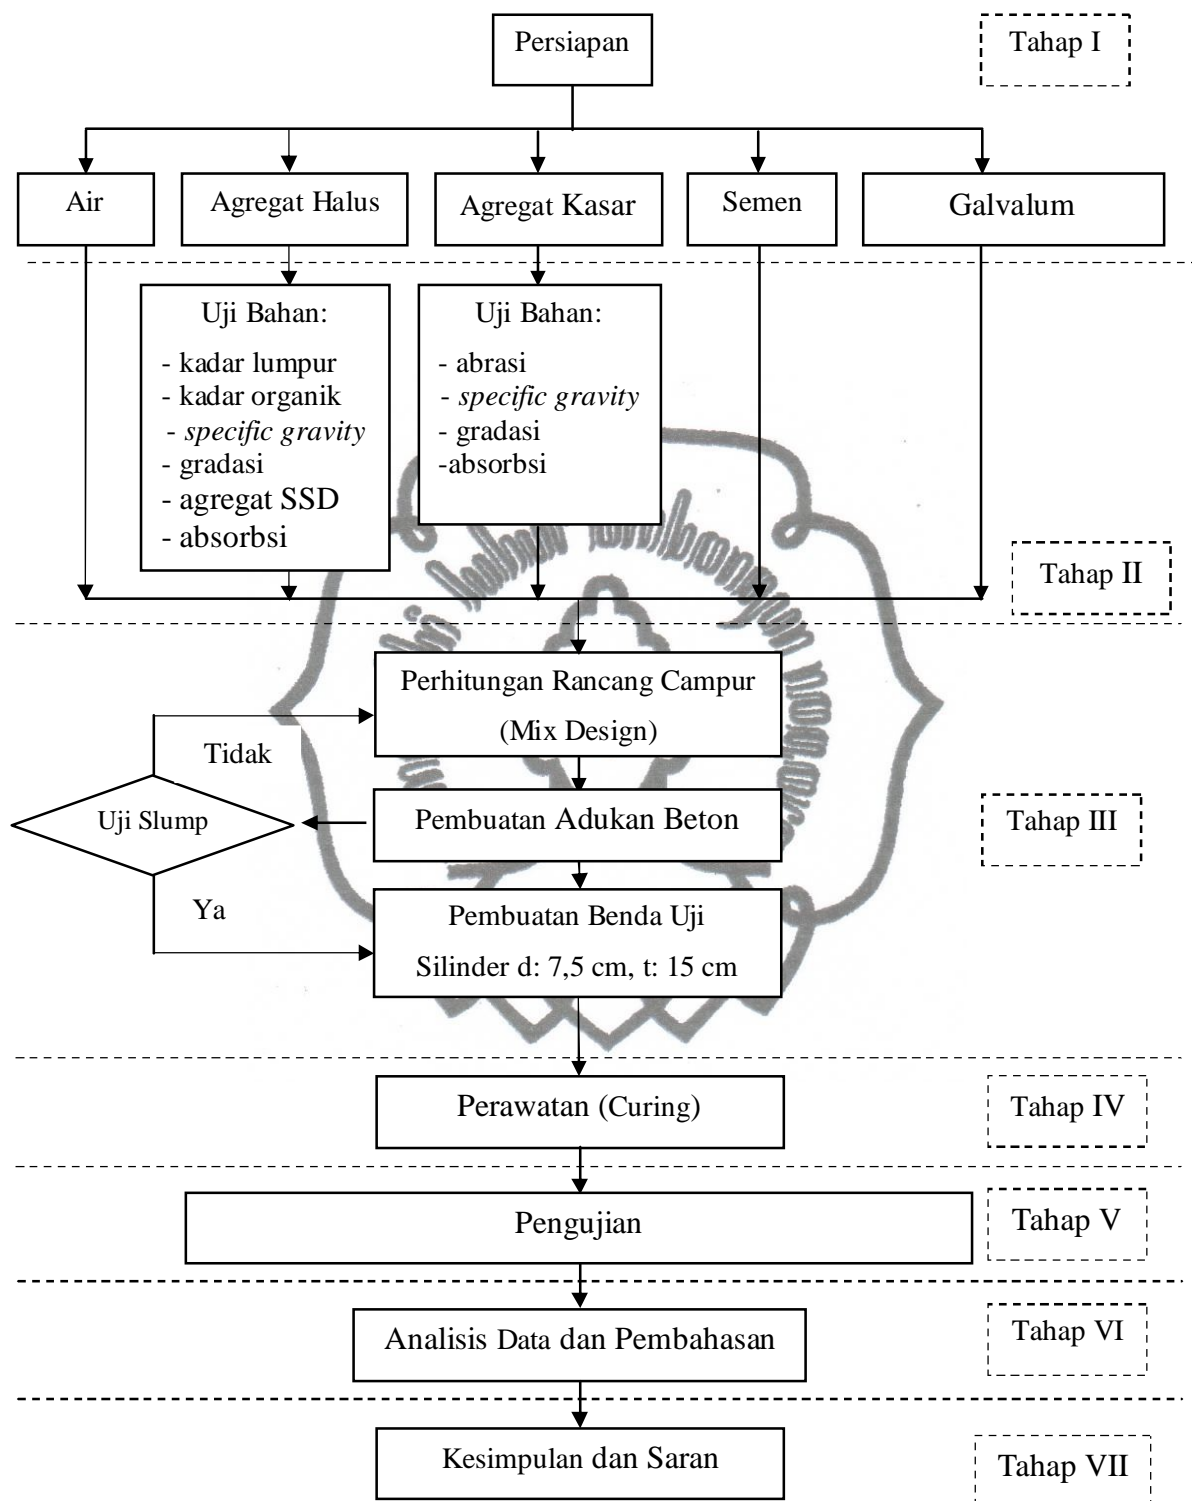 Persiapan
Tahap I
Air
Agregat Halus
Agregat Kasar
Semen
Galvalum
Uji Bahan:
- kadar lumpur
- kadar organik
- specific gravity
- gradasi
- agregat SSD
- absorbsi
Uji Bahan:
- abrasi
- specific gravity
- gradasi
-absorbsi
Tahap II
Perhitungan Rancang Campur
(Mix Design)
Tidak
Uji Slump
Pembuatan Adukan Beton
Tahap III
Ya
Pembuatan Benda Uji
Silinder d: 7,5 cm, t: 15 cm
Perawatan (Curing)
Tahap IV
Pengujian
Tahap V
Analisis Data dan Pembahasan
Tahap VI
Kesimpulan dan Saran
Tahap VII